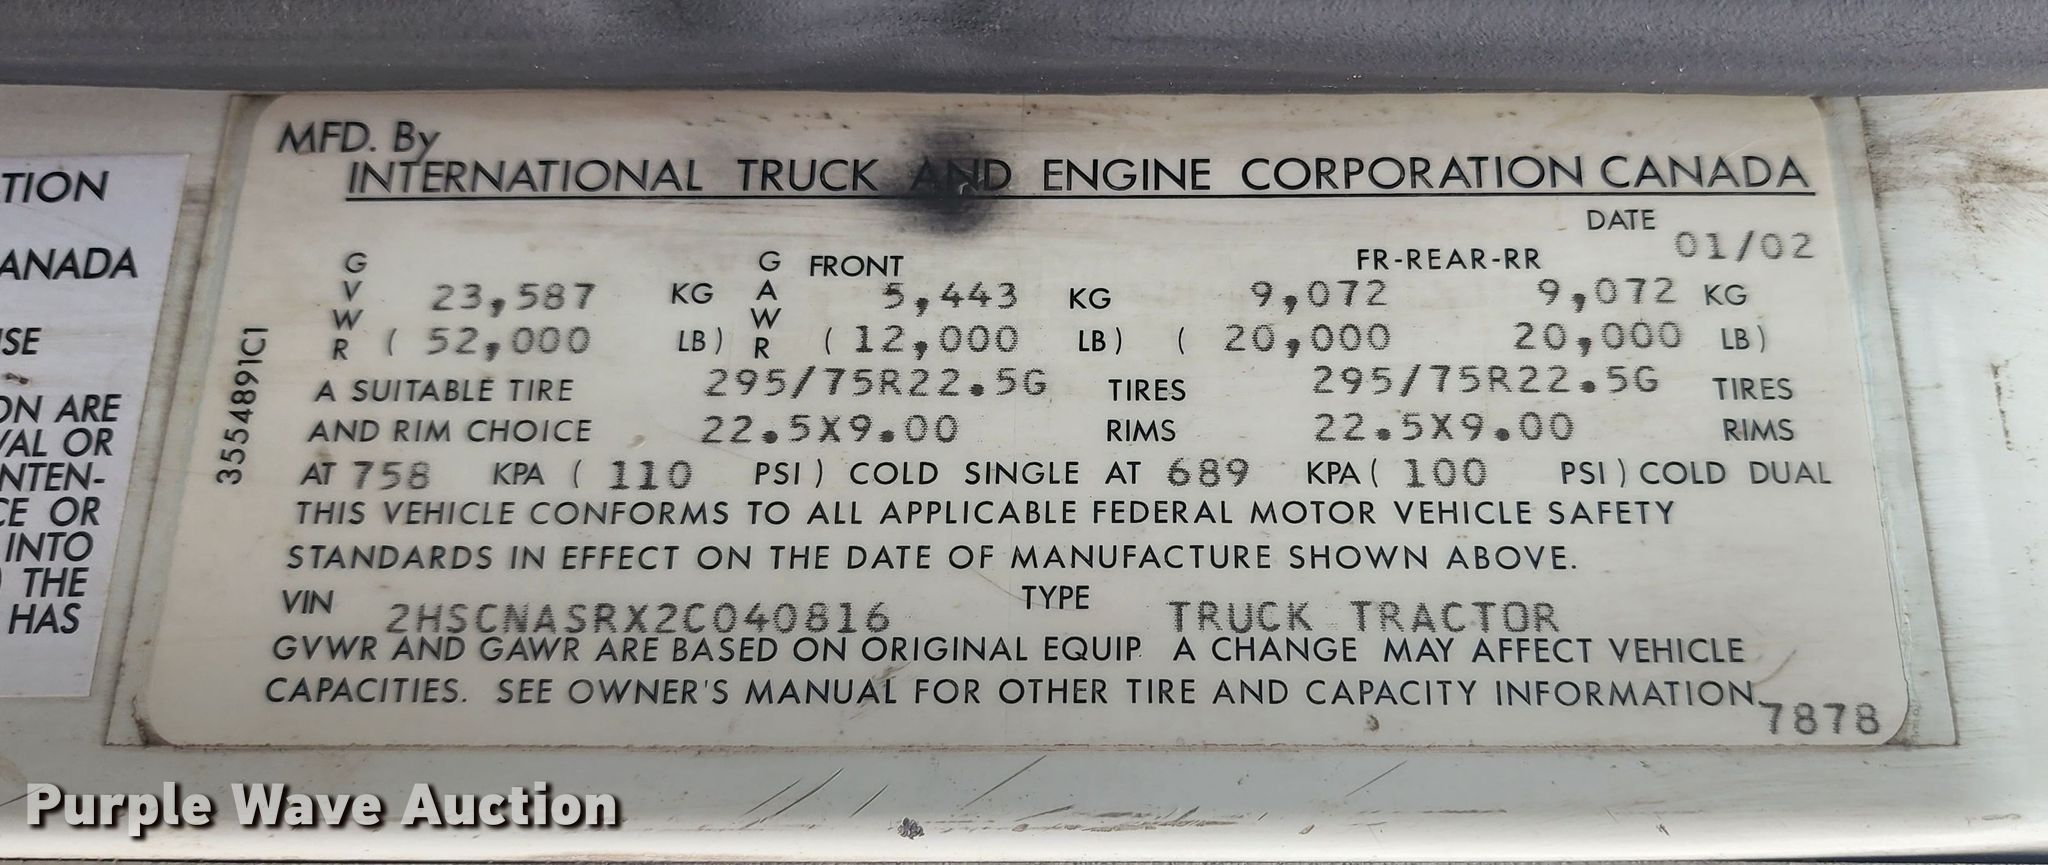 MFD. By
INTERNATIONAL TRUCK AND ENGINE CORPORATION CANADA
DATE 01/02
GVWR 23,587 KG GAWR FRONT 5,443 KG FR-REAR-RR 9,072 9,072 KG
( 52,000 LB) ( 12,000 LB) ( 20,000 20,000 LB)
A SUITABLE TIRE 295/75R22.5G TIRES 295/75R22.5G TIRES
AND RIM CHOICE 22.5X9.00 RIMS 22.5X9.00 RIMS
AT 758 KPA ( 110 PSI) COLD SINGLE AT 689 KPA ( 100 PSI) COLD DUAL
THIS VEHICLE CONFORMS TO ALL APPLICABLE FEDERAL MOTOR VEHICLE SAFETY
STANDARDS IN EFFECT ON THE DATE OF MANUFACTURE SHOWN ABOVE.
VIN 2HSCNASRX2C040816 TYPE TRUCK TRACTOR
GVWR AND GAWR ARE BASED ON ORIGINAL EQUIP. A CHANGE MAY AFFECT VEHICLE
CAPACITIES. SEE OWNER'S MANUAL FOR OTHER TIRE AND CAPACITY INFORMATION.
7878
3554891C1
TION
ANADA
SE
ON ARE
VAL OR
NTEN-
CE OR
INTO
) THE
HAS
Purple Wave Auction